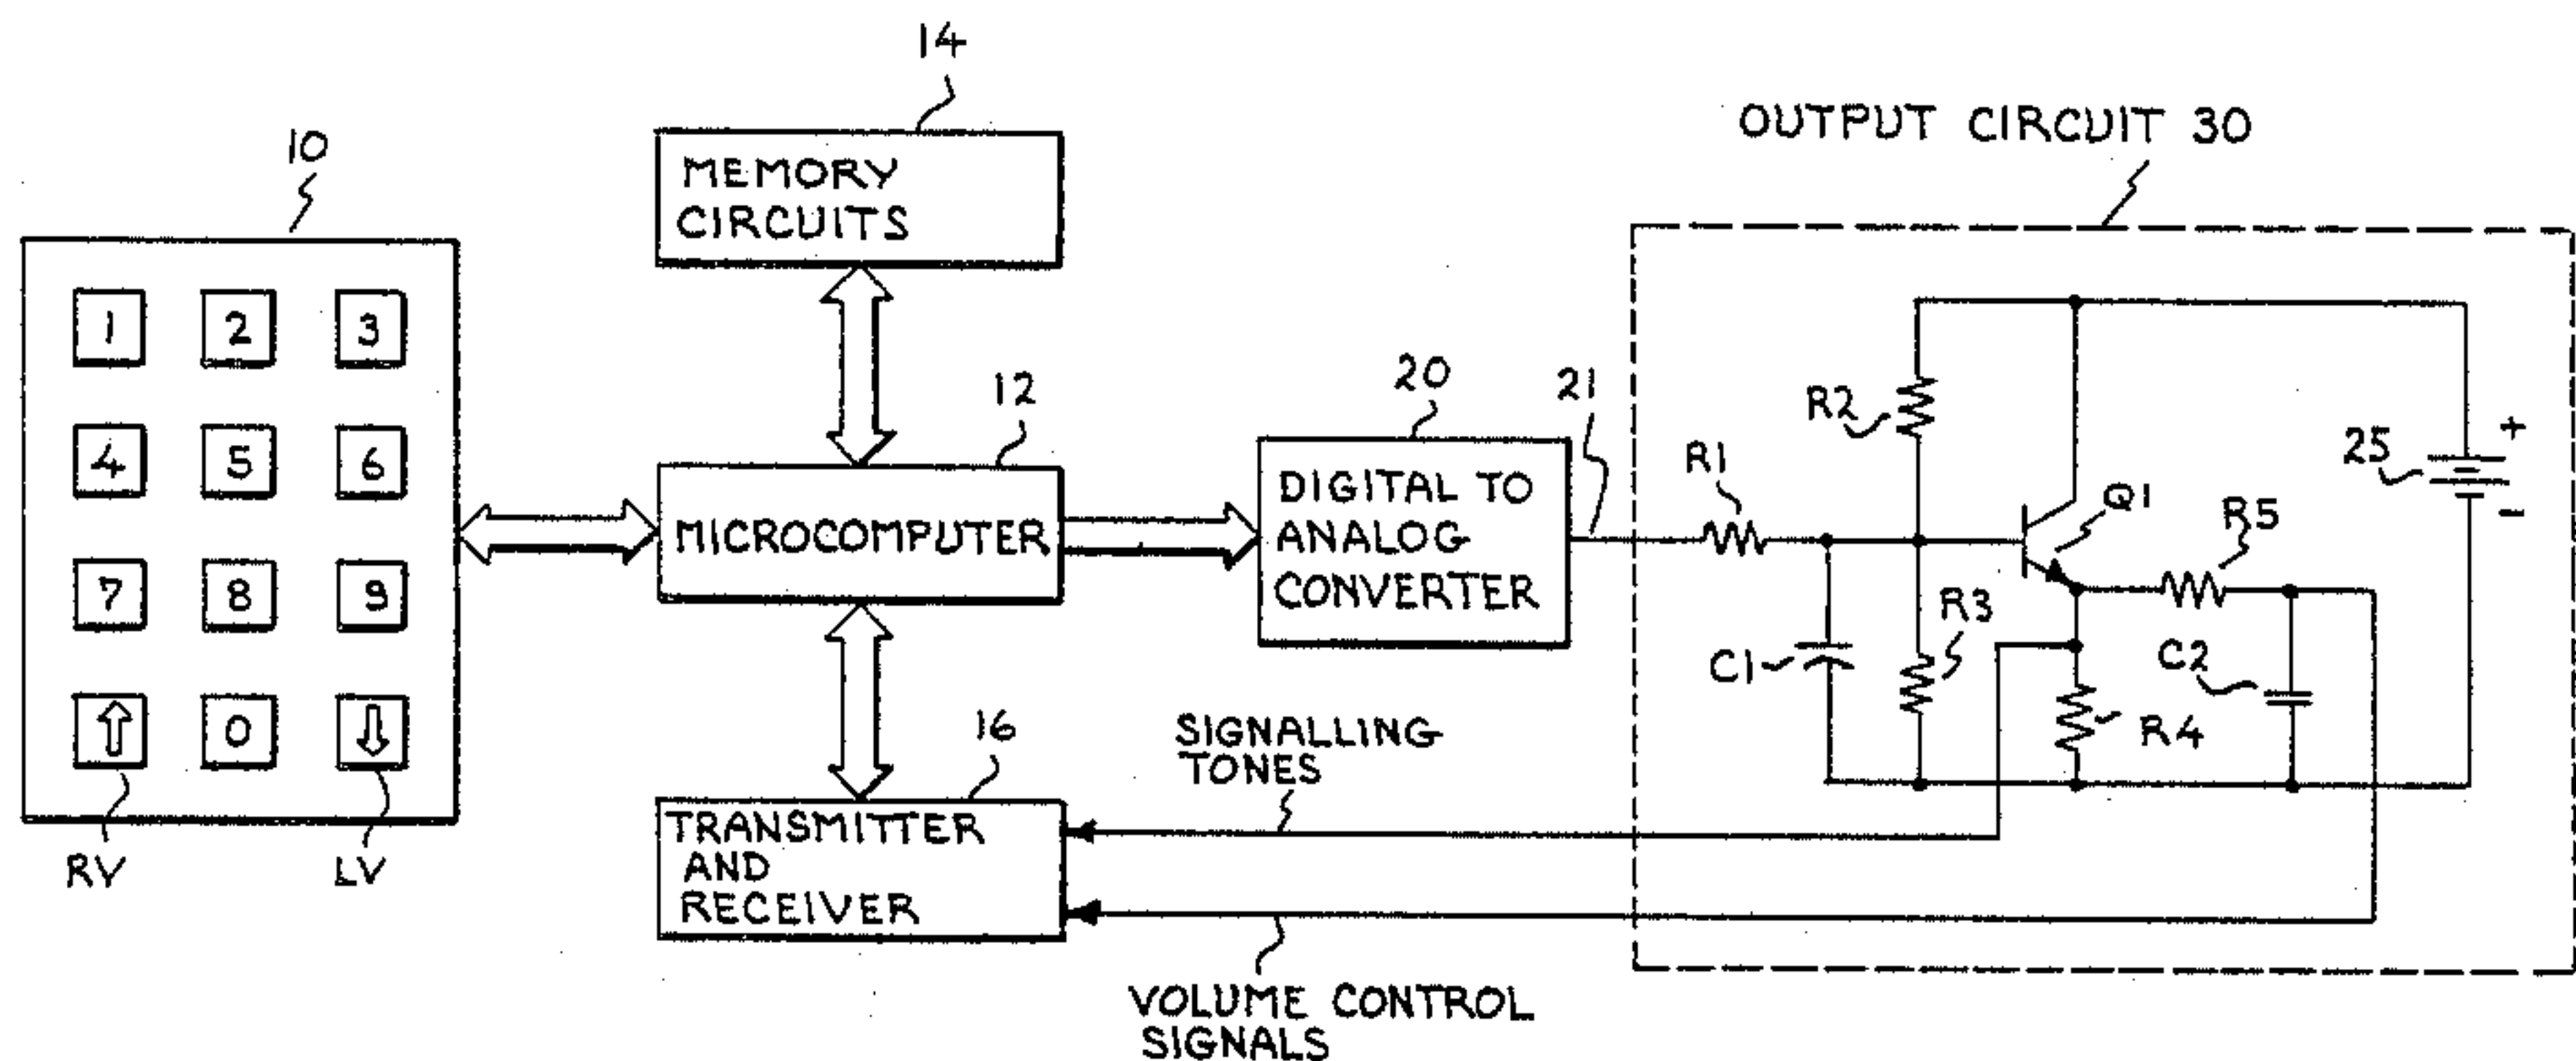 14
OUTPUT CIRCUIT 30
10
MEMORY
CIRCUITS
1 2 3
12
20
21
R2
+
25
-
4 5 6
R1
Q1
R5
MICROCOMPUTER
DIGITAL TO
ANALOG
CONVERTER
7 8 9
R3
C1
C2
R4
0
16
SIGNALLING
TONES
TRANSMITTER
AND
RECEIVER
RV
LV
VOLUME CONTROL
SIGNALS